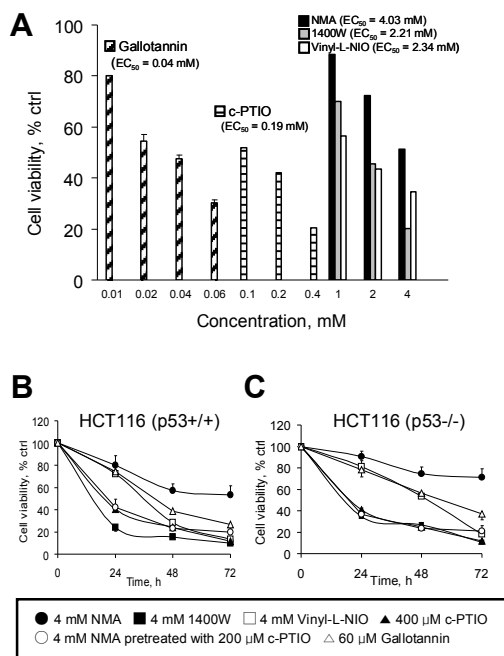 A
Gallotannin
(EC50 = 0.04 mM)
c-PTIO
(EC50 = 0.19 mM)
NMA
(EC50 = 4.03 mM)
1400W (EC50 = 2.21 mM)
Vinyl-L-NIO
(EC50 = 2.34 mM)
Cell viability, % ctrl
100
80
60
40
20
0
0.01 0.02 0.04 0.06 0.1 0.2 0.4 1 2 4
Concentration, mM
B
HCT116 (p53+/+)
Cell viability, % ctrl
120
100
80
60
40
20
0
0 24 48 72
Time, h
C
HCT116 (p53-/-)
Cell viability, % ctrl
120
100
80
60
40
20
0
0 24 48 72
Time, h
4 mM NMA 4 mM 1400W 4 mM Vinyl-L-NIO 400 µM c-PTIO
4 mM NMA pretreated with 200 µM c-PTIO 60 µM Gallotannin